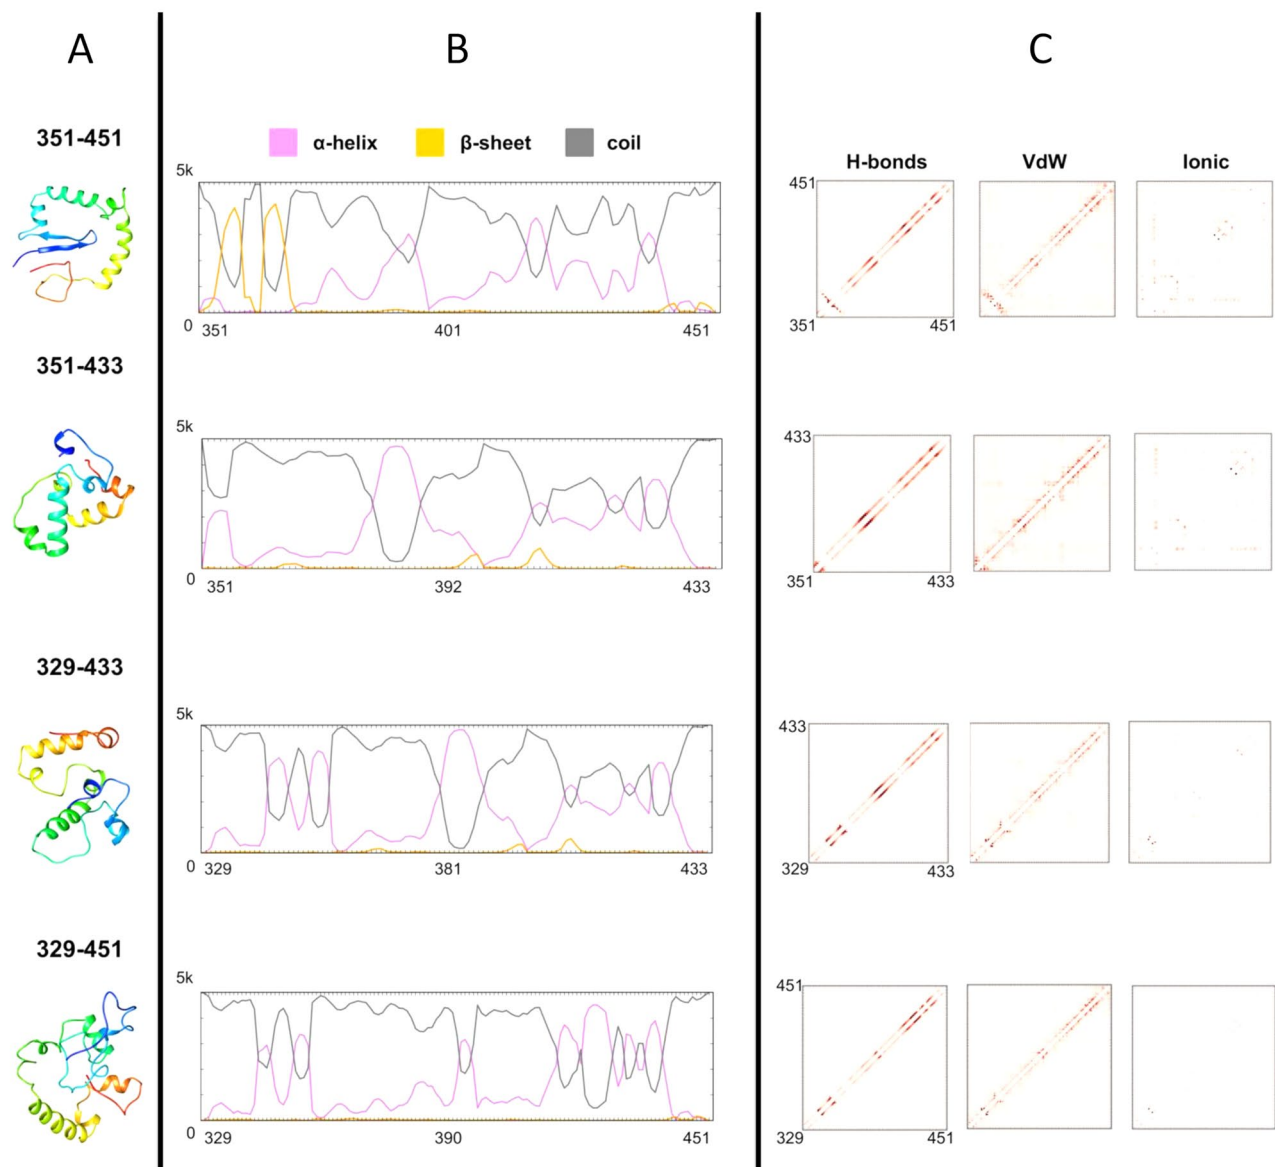 A B C
351-451
α-helix β-sheet coil
H-bonds VdW Ionic
5k
0
351 401 451
451
351 451
351-433
5k
0
351 392 433
433
351 433
329-433
5k
0
329 381 433
433
329 433
329-451
5k
0
329 390 451
451
329 451